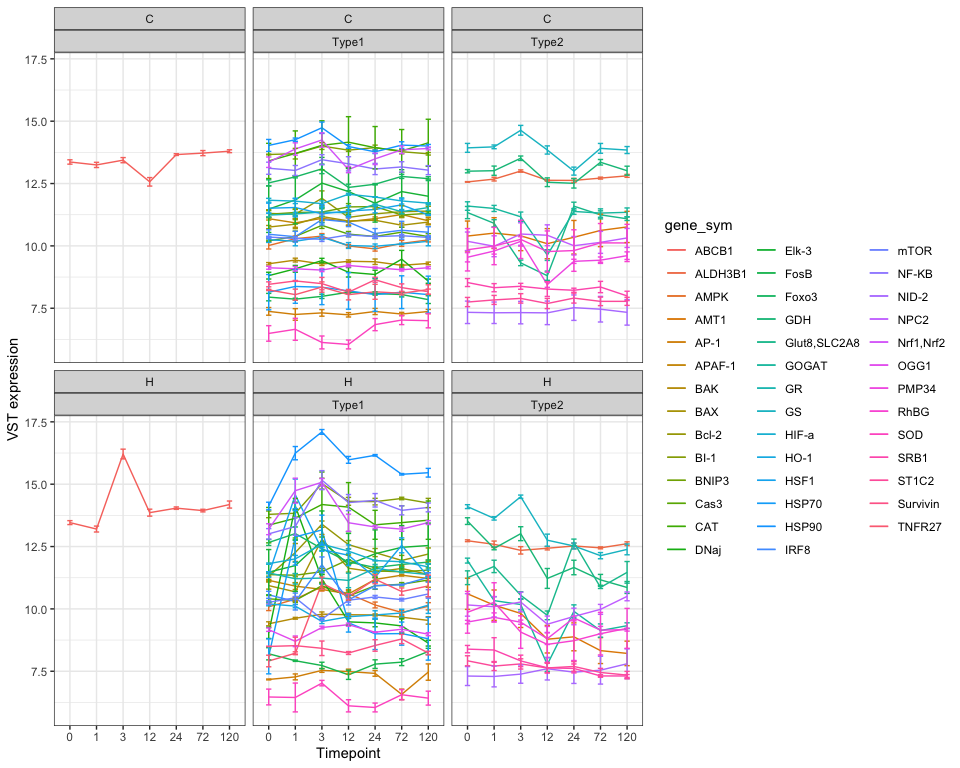 C C C
Type1 Type2
17.5
15.0
12.5
10.0
7.5
H H H
Type1 Type2
17.5
15.0
12.5
10.0
7.5
0 1 3 12 24 72 120 0 1 3 12 24 72 120 0 1 3 12 24 72 120
Timepoint
VST expression
gene_sym
ABCB1 Elk-3 mTOR
ALDH3B1 FosB NF-KB
AMPK Foxo3 NID-2
AMT1 GDH NPC2
AP-1 Glut8,SLC2A8 Nrf1,Nrf2
APAF-1 GOGAT OGG1
BAK GR PMP34
BAX GS RhBG
Bcl-2 HIF-a SOD
BI-1 HO-1 SRB1
BNIP3 HSF1 ST1C2
Cas3 HSP70 Survivin
CAT HSP90 TNFR27
DNaj IRF8